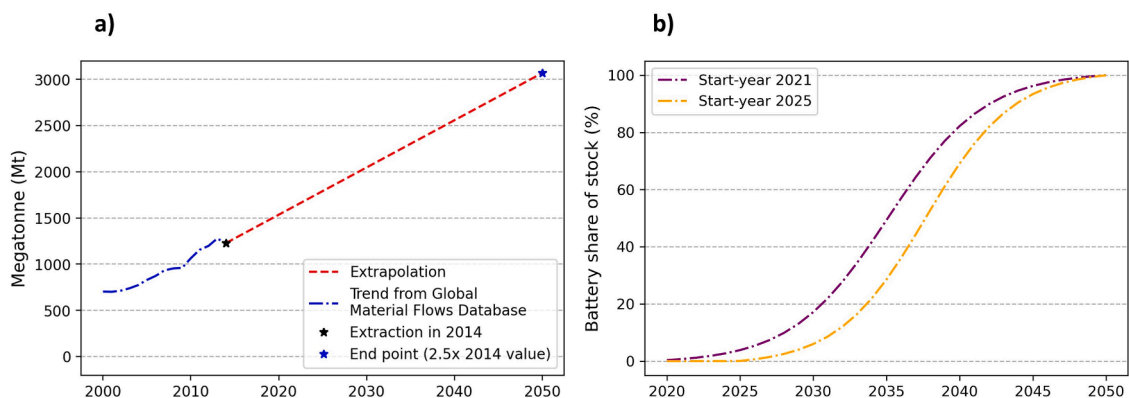 a)
Megatonne (Mt)
3000
2500
2000
1500
1000
500
0
2000
2010
2020
2030
2040
2050
Extrapolation
Trend from Global
Material Flows Database
Extraction in 2014
End point (2.5x 2014 value)
b)
Battery share of stock (%)
100
80
60
40
20
0
2020
2025
2030
2035
2040
2045
2050
Start-year 2021
Start-year 2025